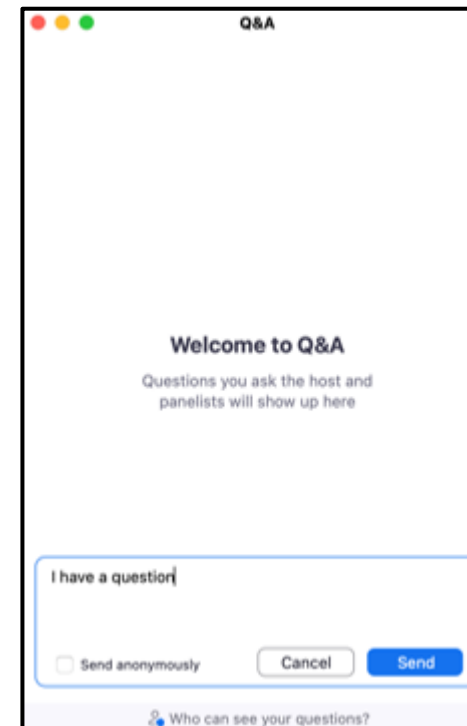 Q&A
Welcome to Q&A
Questions you ask the host and
panelists will show up here
I have a question
Send anonymously
Cancel
Send
Who can see your questions?